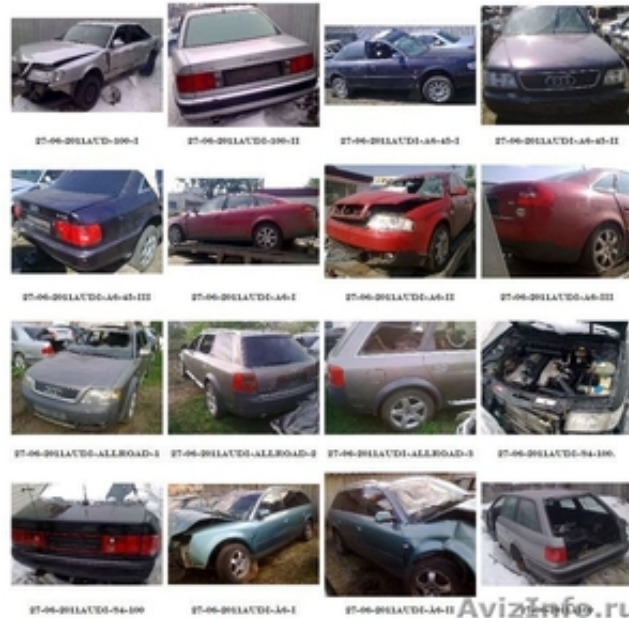 27-06-2011AUDI-100-I
27-06-2011AUDI-100-II
27-06-2011AUDI-A6-45-I
27-06-2011AUDI-A6-45-II
27-06-2011AUDI-A6-45-III
27-06-2011AUDI-A6-I
27-06-2011AUDI-A6-II
27-06-2011AUDI-A6-III
27-06-2011AUDI-ALLROAD-1
27-06-2011AUDI-ALLROAD-2
27-06-2011AUDI-ALLROAD-3
27-06-2011AUDI-S4-100.
27-06-2011AUDI-S4-100
27-06-2011AUDI-A6-I
27-06-2011AUDI-A6-II
AvizInfo.ru